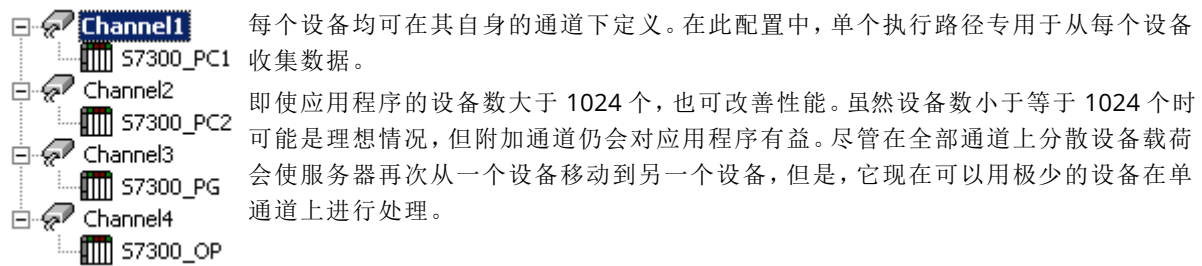 Channel1
S7300_PC1
Channel2
S7300_PC2
Channel3
S7300_PG
Channel4
S7300_OP
每个设备均可在其自身的通道下定义。在此配置中，单个执行路径专用于从每个设备
收集数据。
即使应用程序的设备数大于 1024 个，也可改善性能。虽然设备数小于等于 1024 个时
可能是理想情况，但附加通道仍会对应用程序有益。尽管在全部通道上分散设备载荷
会使服务器再次从一个设备移动到另一个设备，但是，它现在可以用极少的设备在单
通道上进行处理。